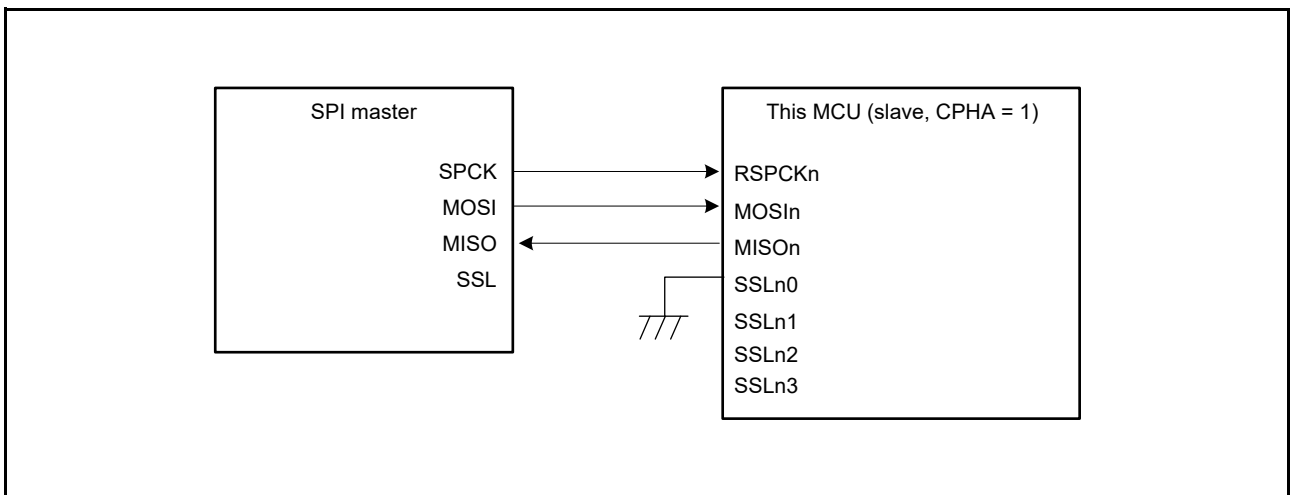 SPI master
SPCK
MOSI
MISO
SSL
This MCU (slave, CPHA = 1)
RSPCKn
MOSIn
MISOn
SSLn0
SSLn1
SSLn2
SSLn3